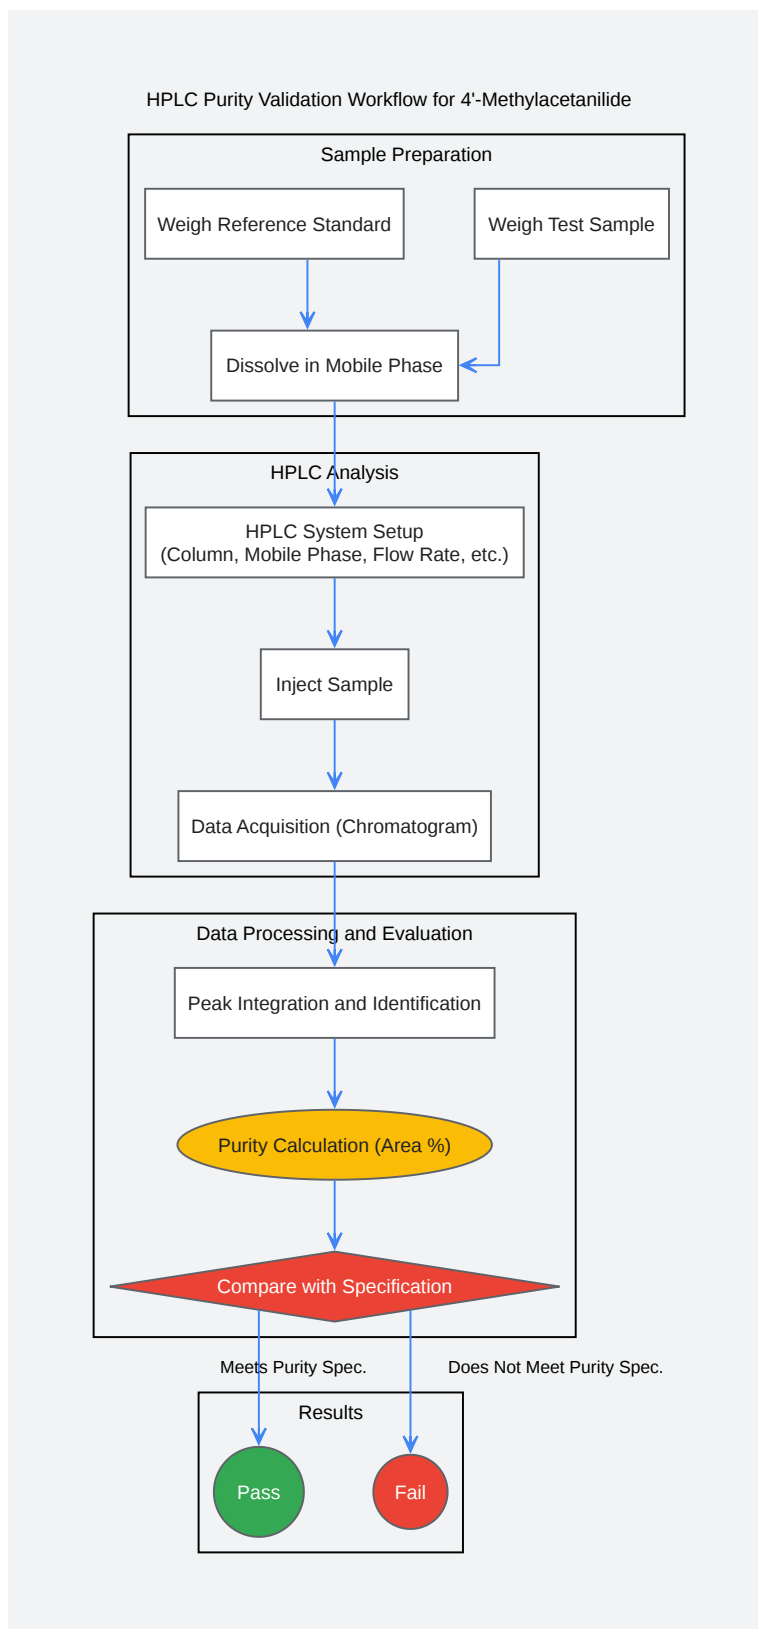 HPLC Purity Validation Workflow for 4'-Methylacetanilide
Sample Preparation
Weigh Reference Standard
Weigh Test Sample
Dissolve in Mobile Phase
HPLC Analysis
HPLC System Setup
(Column, Mobile Phase, Flow Rate, etc.)
Inject Sample
Data Acquisition (Chromatogram)
Data Processing and Evaluation
Peak Integration and Identification
Purity Calculation (Area %)
Compare with Specification
Meets Purity Spec.
Does Not Meet Purity Spec.
Results
Pass
Fail